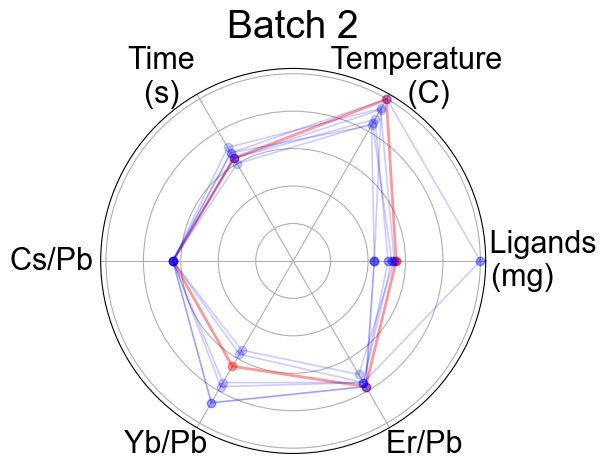 Batch 2
Time
(s)
Temperature
(C)
Cs/Pb
Ligands
(mg)
Yb/Pb
Er/Pb